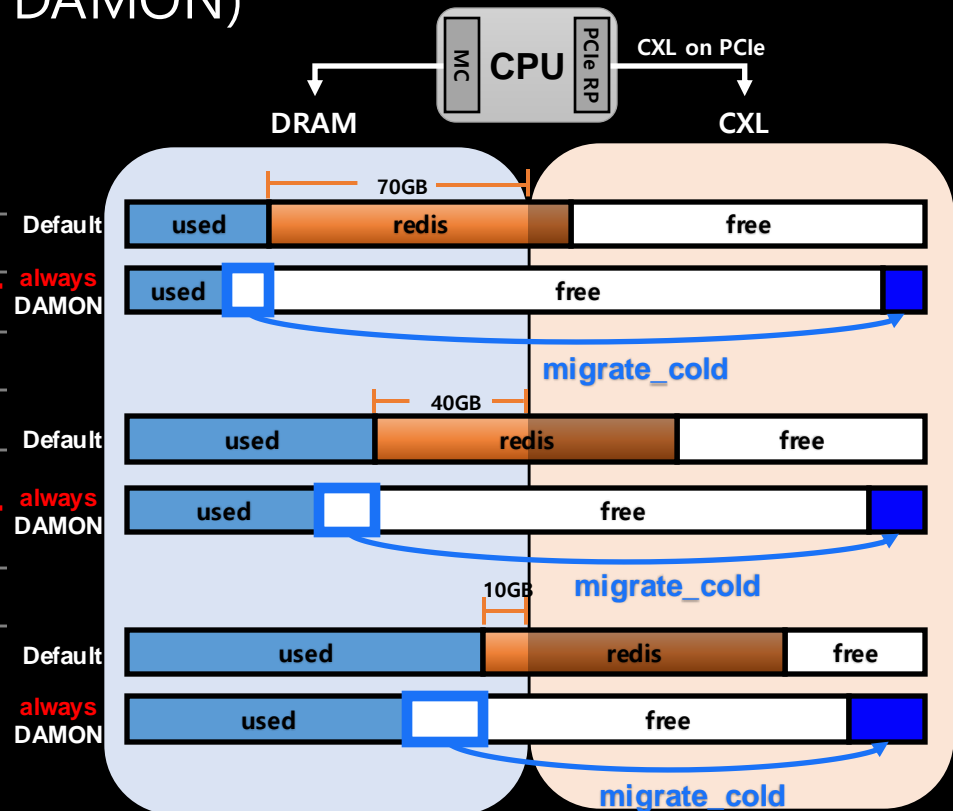 DAMON)
MC
CPU
PCIe RP
CXL on PCIe
DRAM
CXL
70GB
Default
used
redis
free
always
DAMON
used
free
migrate_cold
40GB
Default
used
redis
free
always
DAMON
used
free
migrate_cold
10GB
Default
used
redis
free
always
DAMON
used
free
migrate_cold